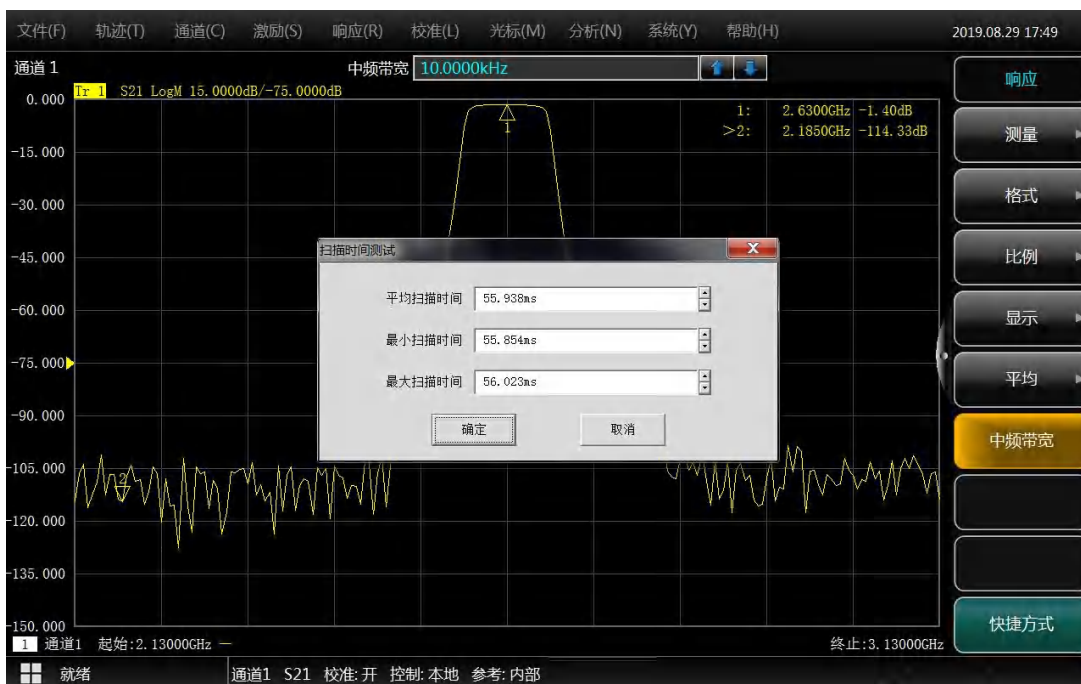 文件(F) 轨迹(T) 通道(C) 激励(S) 响应(R) 校准(L) 光标(M) 分析(N) 系统(Y) 帮助(H) 2019.08.29 17:49
通道 1 中频带宽 10.0000kHz
响应
Tr 1 S21 LogM 15.0000dB/-75.0000dB
0.000
1: 2.6300GHz -1.40dB
>2: 2.1850GHz -114.33dB
1
测量
-15.000
格式
-30.000
比例
-45.000
显示
-60.000
平均
-75.000
中频带宽
-90.000
-105.000
2
-120.000
-135.000
-150.000
快捷方式
扫描时间测试
平均扫描时间 55.938ms
最小扫描时间 55.854ms
最大扫描时间 56.023ms
确定 取消
1 通道1 起始:2.13000GHz — 终止:3.13000GHz
就绪 通道1 S21 校准:开 控制:本地 参考:内部